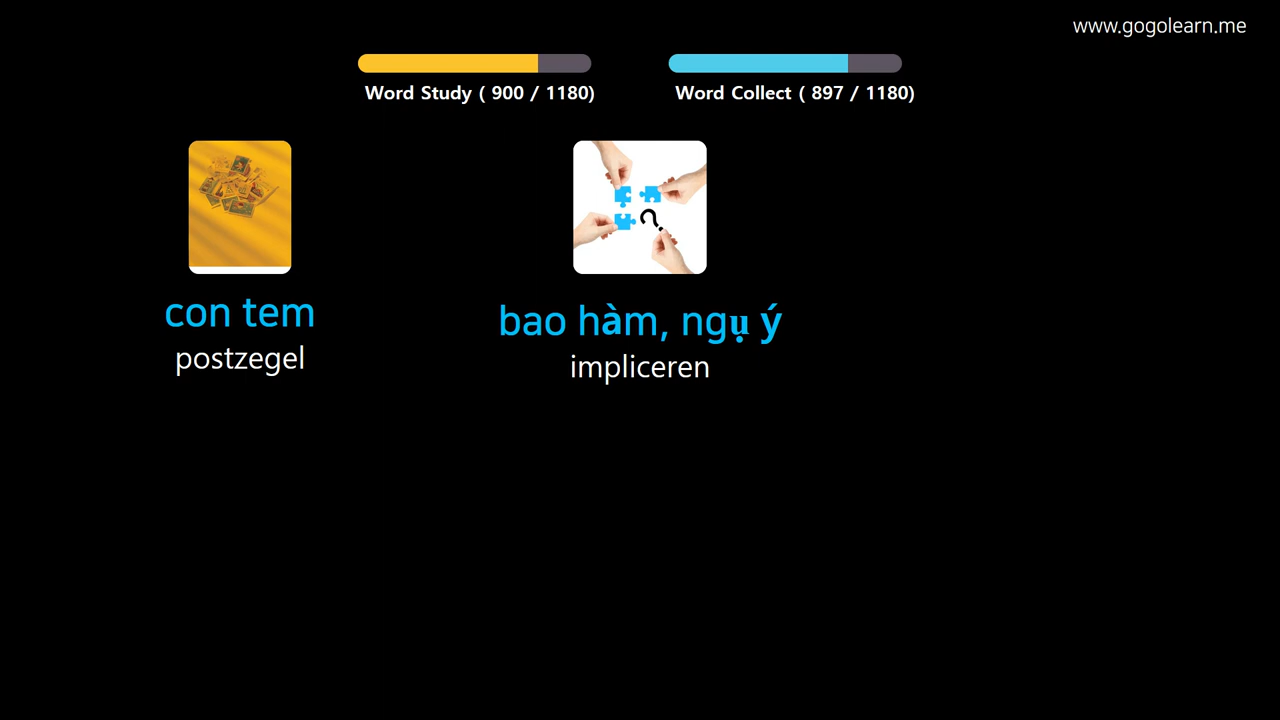 www.gogolearn.me
Word Study ( 900 / 1180)
Word Collect ( 897 / 1180)
con tem
postzegel
bao hàm, ngụ ý
impliceren